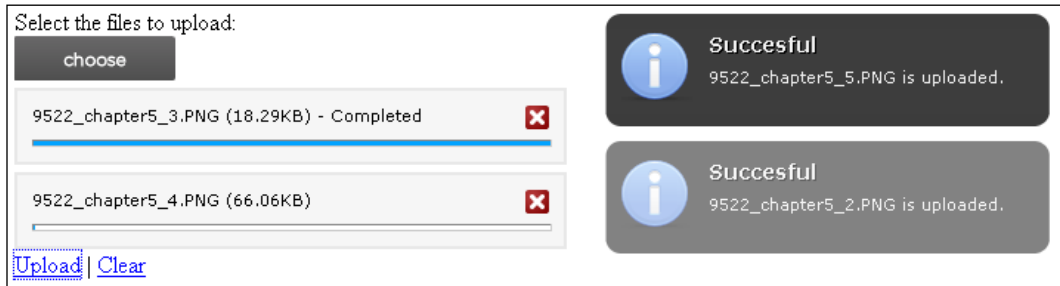 Select the files to upload:
choose
9522_chapter5_3.PNG (18.29KB) - Completed
9522_chapter5_4.PNG (66.06KB)
Upload | Clear
Succesful
9522_chapter5_5.PNG is uploaded.
Succesful
9522_chapter5_2.PNG is uploaded.